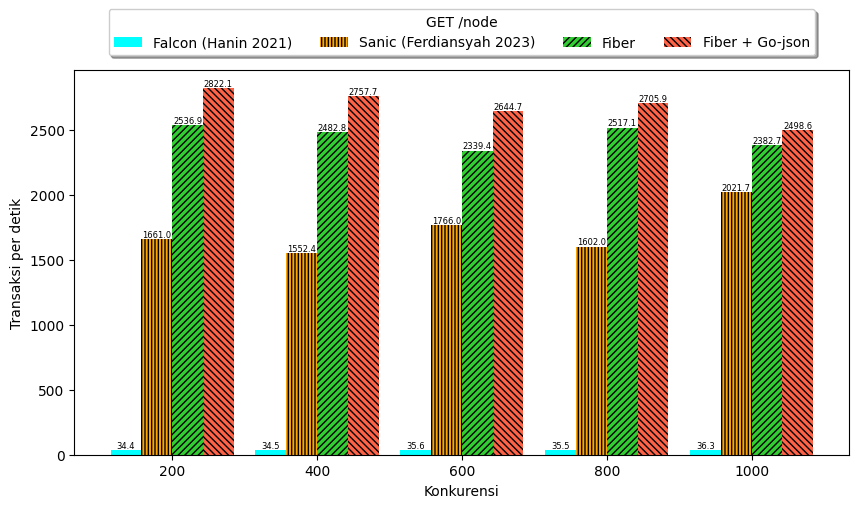 GET /node
Falcon (Hanin 2021) Sanic (Ferdiansyah 2023) Fiber Fiber + Go-json
Transaksi per detik
2500
2000
1500
1000
500
0
34.4 1661.0 2536.9 2822.1
34.5 1552.4 2482.8 2757.7
35.6 1766.0 2339.4 2644.7
35.5 1602.0 2517.1 2705.9
36.3 2021.7 2382.7 2498.6
200 400 600 800 1000
Konkurensi